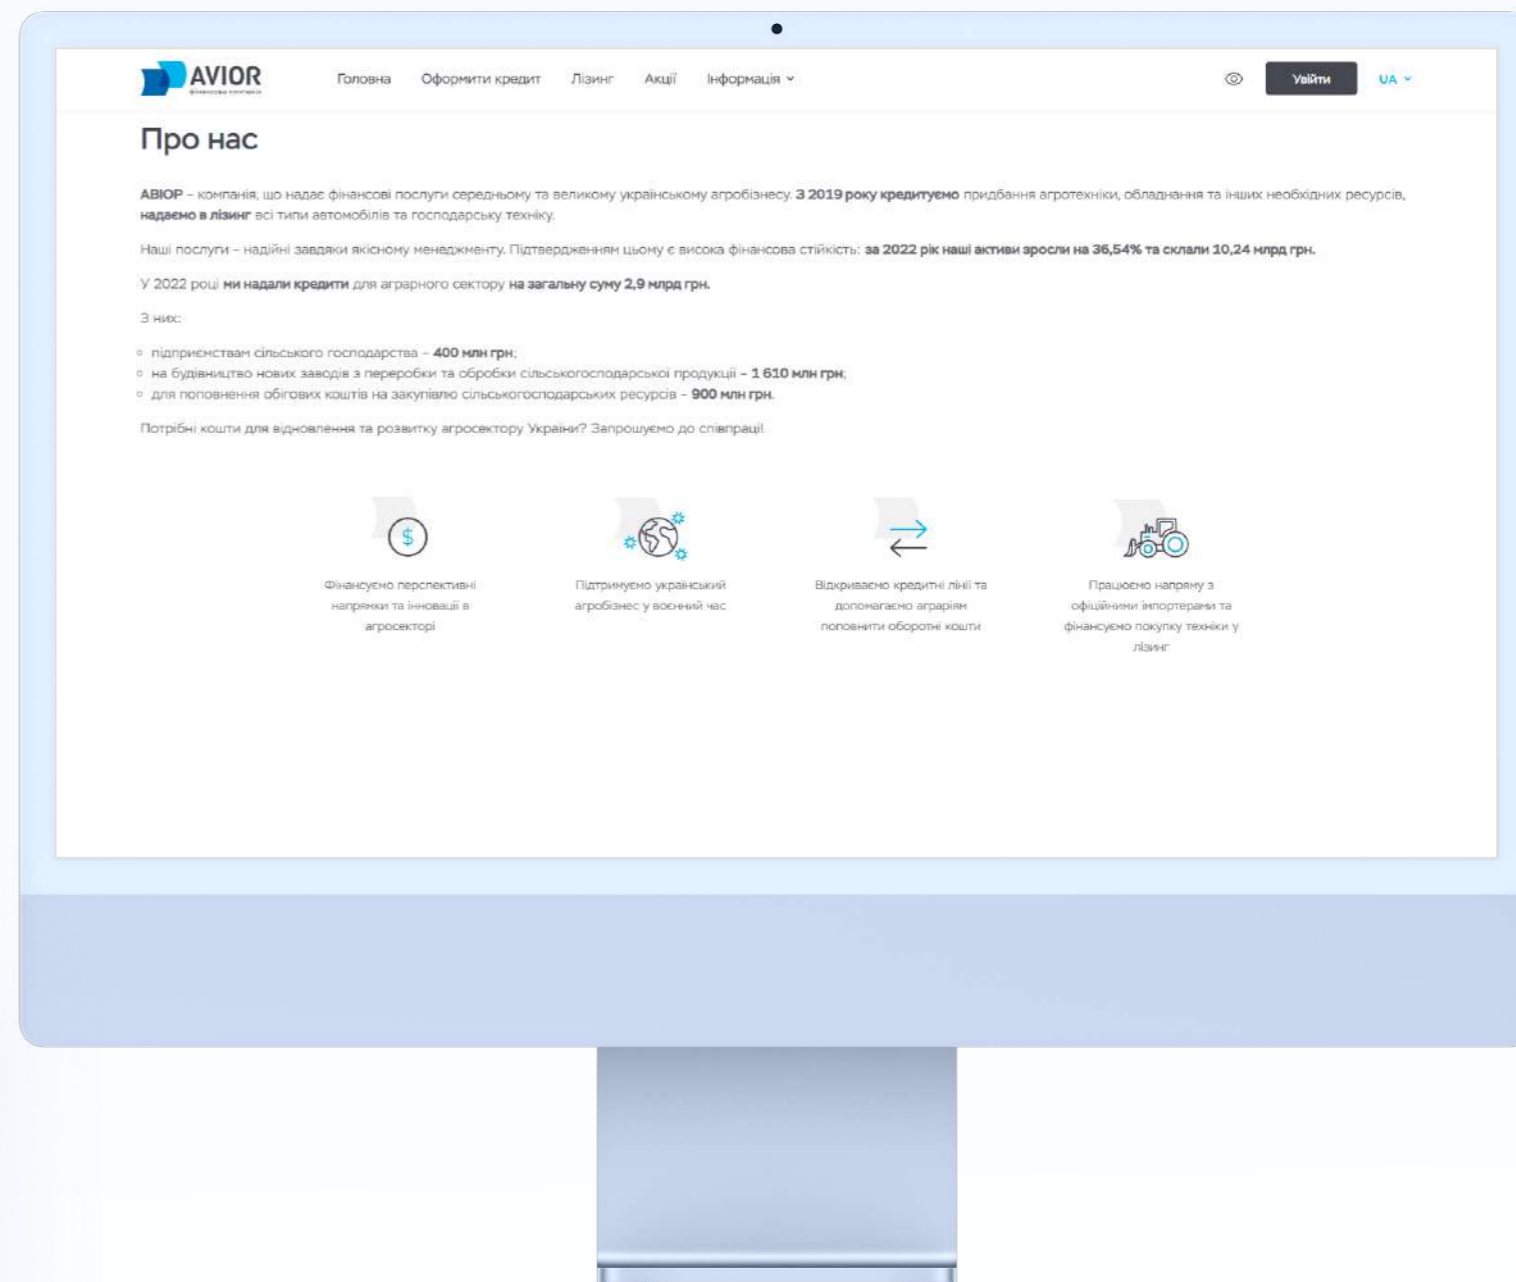 AVIOR
фінансова компанія
Головна
Оформити кредит
Лізинг
Акції
Інформація
Увійти
UA
Про нас
АВІОР – компанія, що надає фінансові послуги середньому та великому українському агробізнесу. З 2019 року кредитуємо придбання агротехніки, обладнання та інших необхідних ресурсів,
надаємо в лізинг всі типи автомобілів та господарську техніку.
Наші послуги – надійні завдяки якісному менеджменту. Підтвердженням цьому є висока фінансова стійкість: за 2022 рік наші активи зросли на 36,54% та склали 10,24 млрд грн.
У 2022 році ми надали кредити для аграрного сектору на загальну суму 2,9 млрд грн.
З них:
підприємствам сільського господарства – 400 млн грн;
на будівництво нових заводів з переробки та обробки сільськогосподарської продукції – 1 610 млн грн;
для поповнення обігових коштів на закупівлю сільськогосподарських ресурсів – 900 млн грн.
Потрібні кошти для відновлення та розвитку агросектору України? Запрошуємо до співпраці!
Фінансуємо перспективні
напрямки та інновації в
агросекторі
Підтримуємо український
агробізнес у воєнний час
Відкриваємо кредитні лінії та
допомагаємо аграріям
поповнити оборотні кошти
Працюємо напряму з
офіційними імпортерами та
фінансуємо покупку техніки у
лізинг